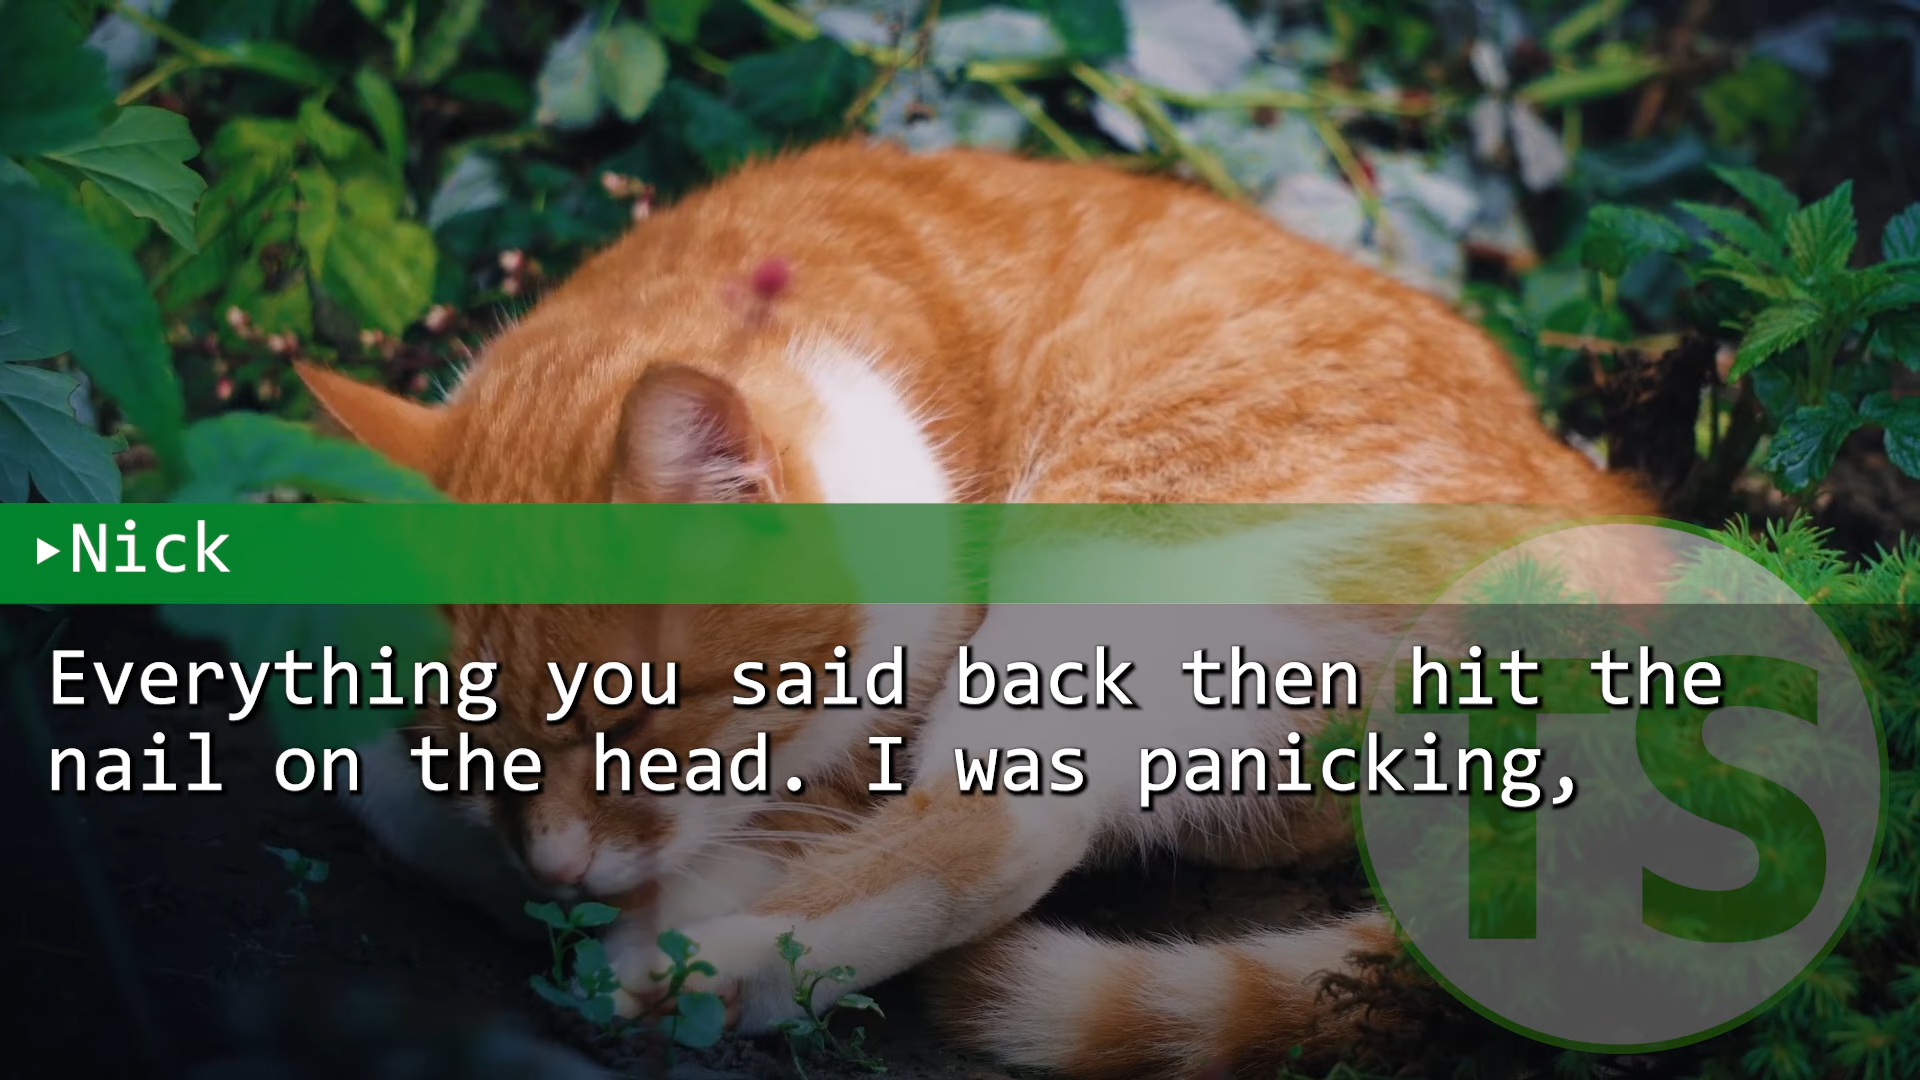 ▶Nick
Everything you said back then hit the
nail on the head. I was panicking,
TS